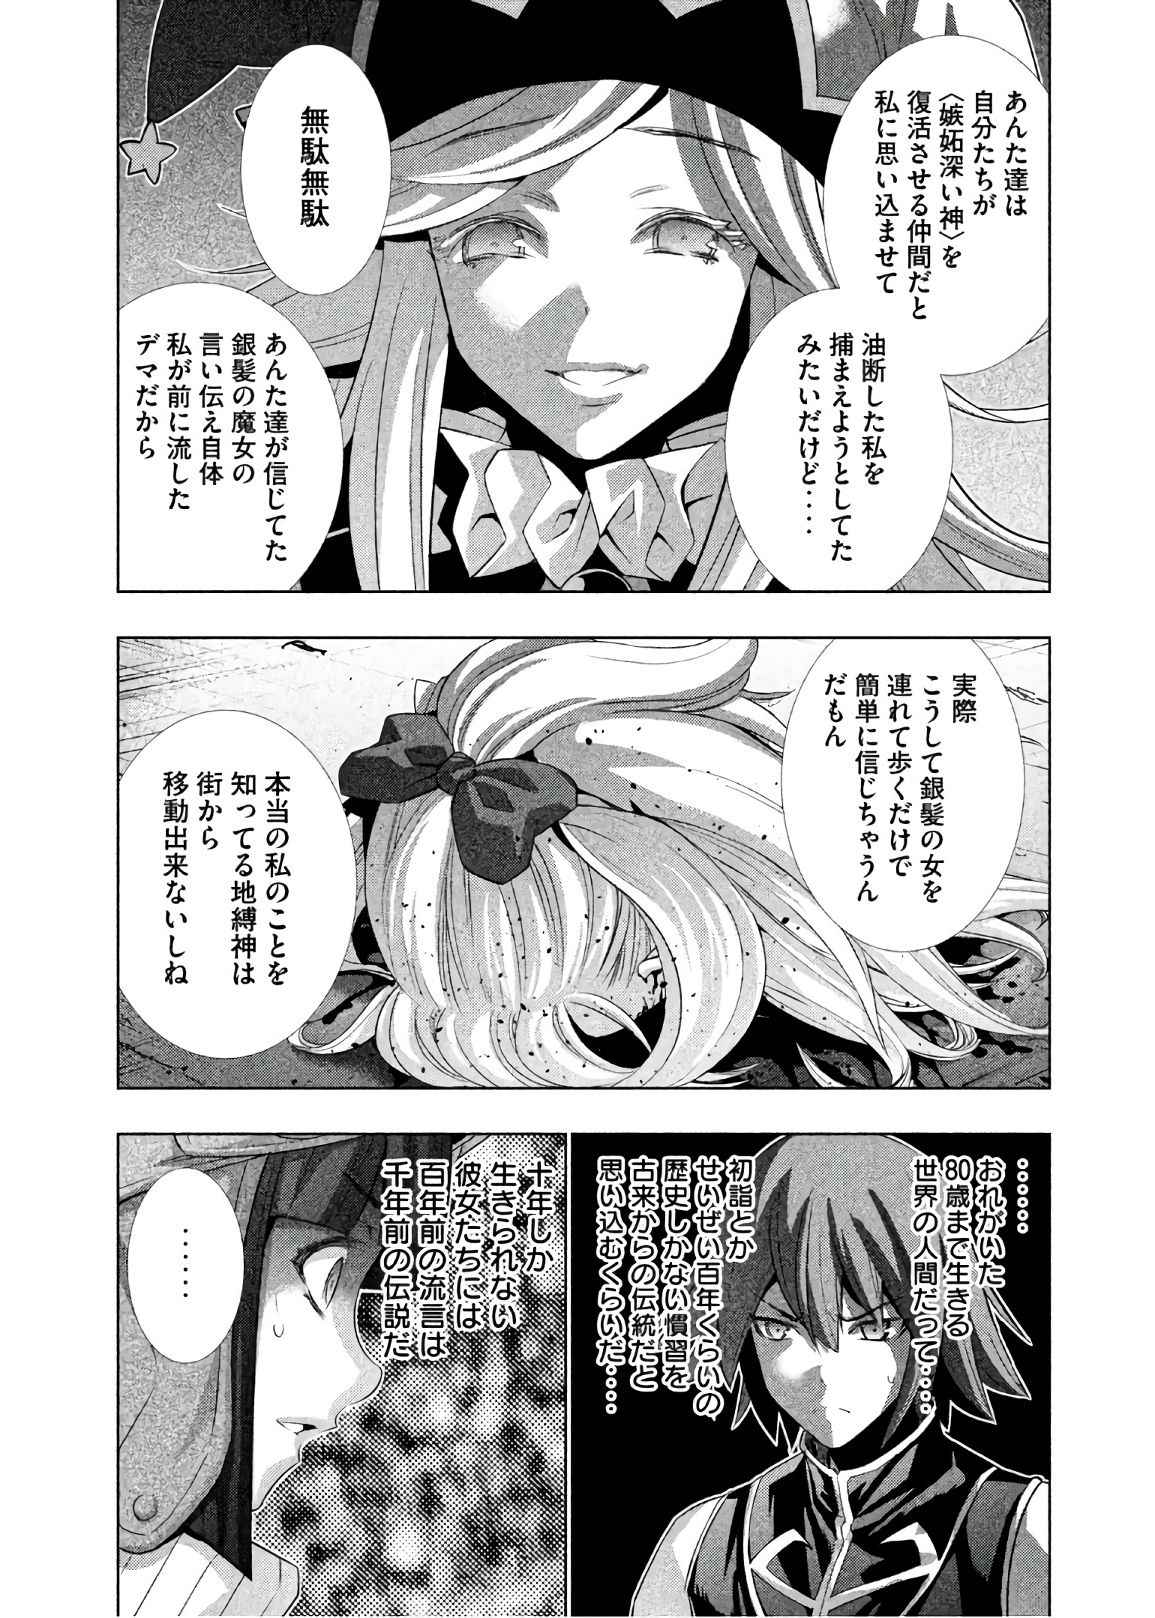 あんた達は
自分たちが
〈嫉妬深い神〉を
復活させる仲間だと
私に思い込ませて
油断した私を
捕まえようとしてた
みたいだけど‥‥
無駄無駄
あんた達が信じてた
銀髪の魔女の
言い伝え自体
私が前に流した
デマだから
実際
こうして銀髪の女を
連れて歩くだけで
簡単に信じちゃうん
だもん
本当の私のことを
知ってる地縛神は
街から
移動出来ないしね
‥‥‥
おれがいた
80歳まで生きる
世界の人間だって‥‥
初詣とか
せいぜい百年くらいの
歴史しかない慣習を
古来からの伝統だと
思い込むくらいだ‥‥
十年しか
生きられない
彼女たちには
百年前の流言は
千年前の伝説だ
‥‥‥